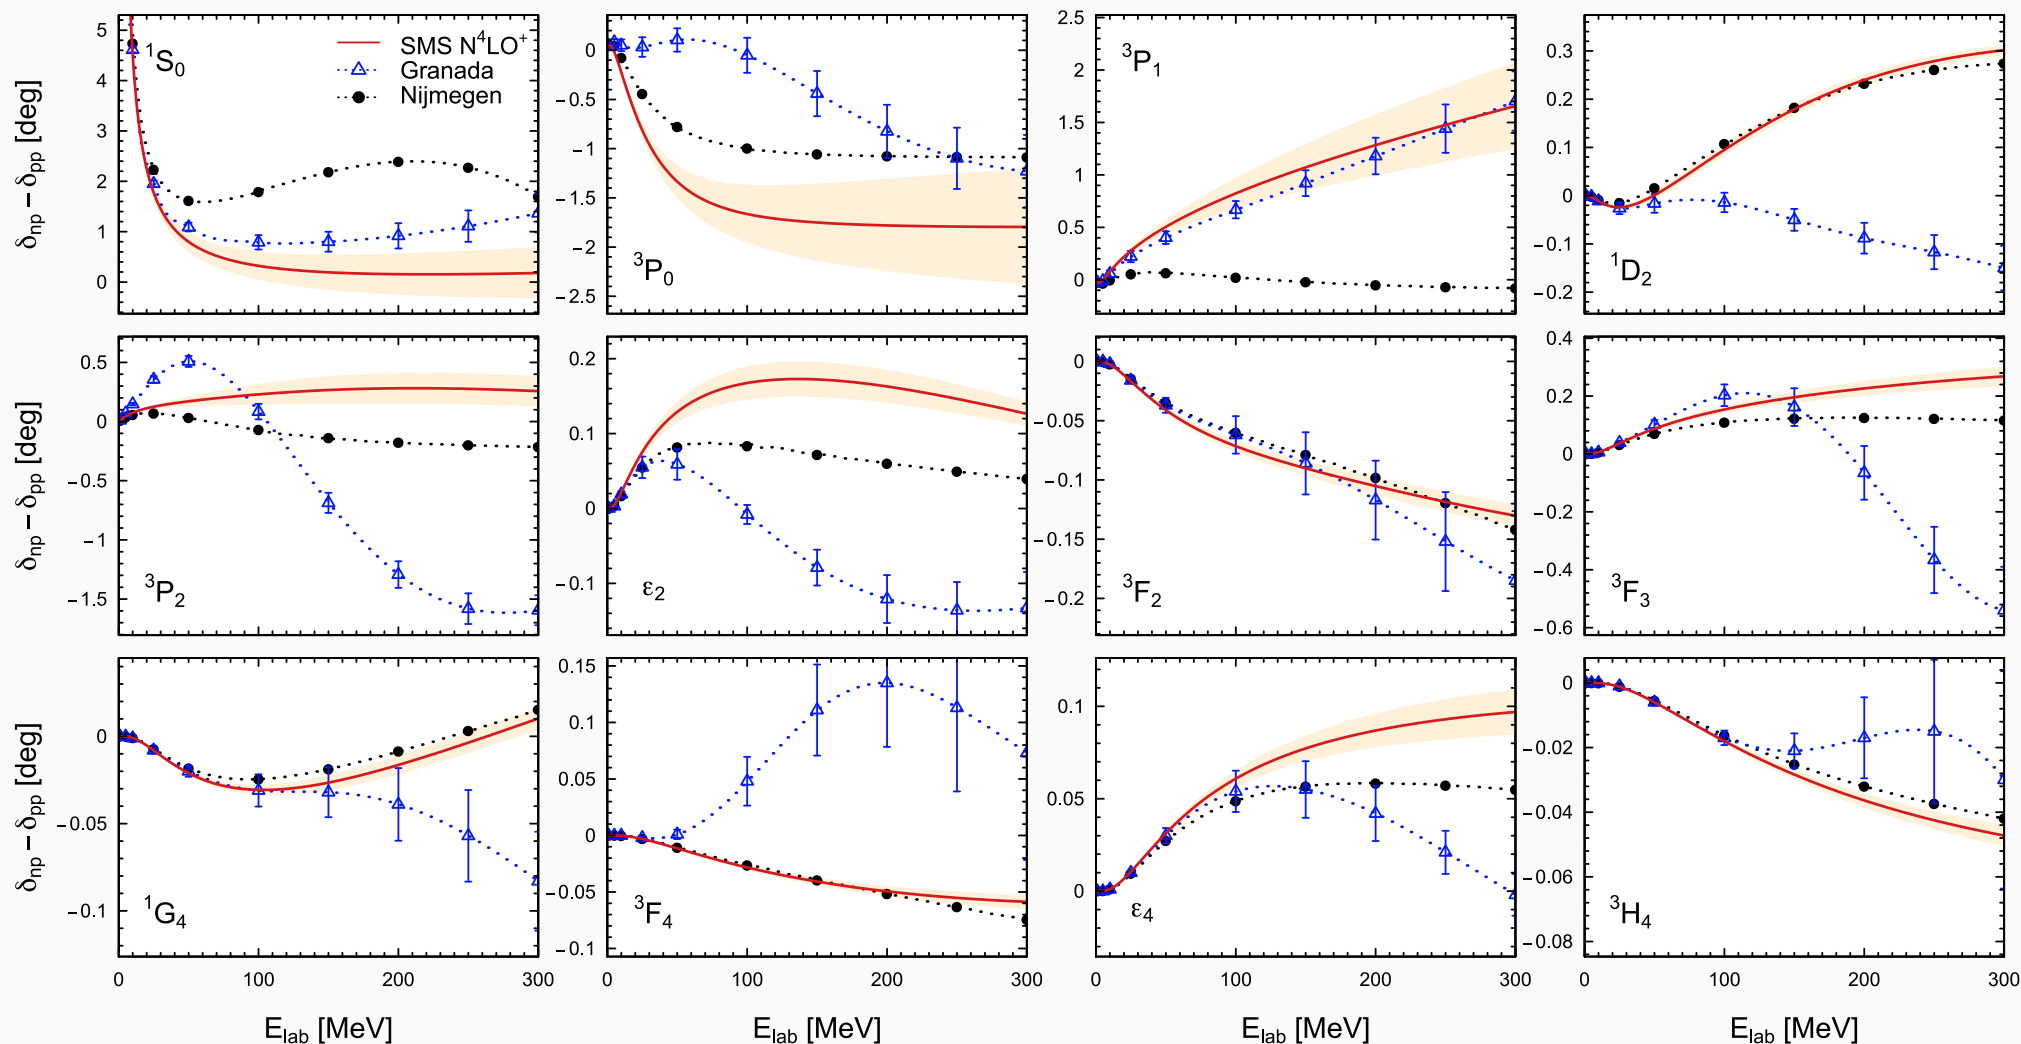 δnp − δpp [deg]
5
4
3
2
1
0
¹S₀
SMS N⁴LO⁺
Granada
Nijmegen
0
−0.5
−1
−1.5
−2
−2.5
³P₀
2.5
2
1.5
1
0.5
0
³P₁
0.3
0.2
0.1
0
−0.1
−0.2
¹D₂
δnp − δpp [deg]
0.5
0
−0.5
−1
−1.5
³P₂
0.2
0.1
0
−0.1
ε₂
0
−0.05
−0.1
−0.15
−0.2
³F₂
0.4
0.2
0
−0.2
−0.4
−0.6
³F₃
δnp − δpp [deg]
0
−0.05
−0.1
¹G₄
0.15
0.1
0.05
0
−0.05
−0.1
³F₄
0.1
0.05
0
ε₄
0
−0.02
−0.04
−0.06
−0.08
³H₄
0 100 200 300
0 100 200 300
0 100 200 300
0 100 200 300
Elab [MeV]
Elab [MeV]
Elab [MeV]
Elab [MeV]